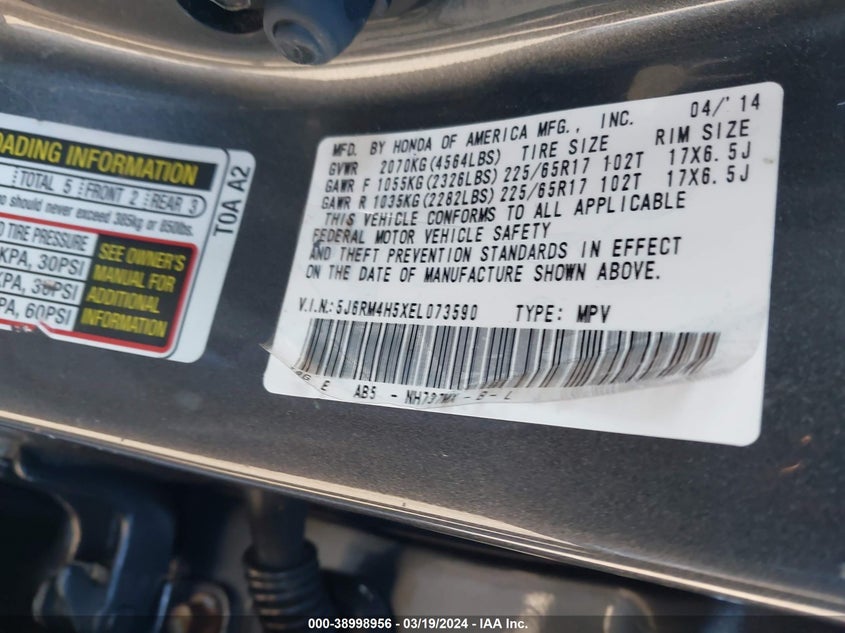 OADING INFORMATION
TOTAL 5 FRONT 2 REAR 3
ho should never exceed 385kg or 850lbs.
TIRE PRESSURE
KPA, 30PSI
KPA, 30PSI
PA, 60PSI
SEE OWNER'S
MANUAL FOR
ADDITIONAL
INFORMATION
T0A A2
MFD. BY HONDA OF AMERICA MFG., INC. 04/'14
GVWR 2070KG(4564LBS) TIRE SIZE RIM SIZE
GAWR F 1055KG(2326LBS) 225/65R17 102T 17X6.5J
GAWR R 1035KG(2282LBS) 225/65R17 102T 17X6.5J
THIS VEHICLE CONFORMS TO ALL APPLICABLE
FEDERAL MOTOR VEHICLE SAFETY
AND THEFT PREVENTION STANDARDS IN EFFECT
ON THE DATE OF MANUFACTURE SHOWN ABOVE.
V.I.N.: 5J6RM4H5XEL073590 TYPE: MPV
E AB5 - NH737MX - B - L
000-38998956 / 03/19/2024 - IAA Inc.